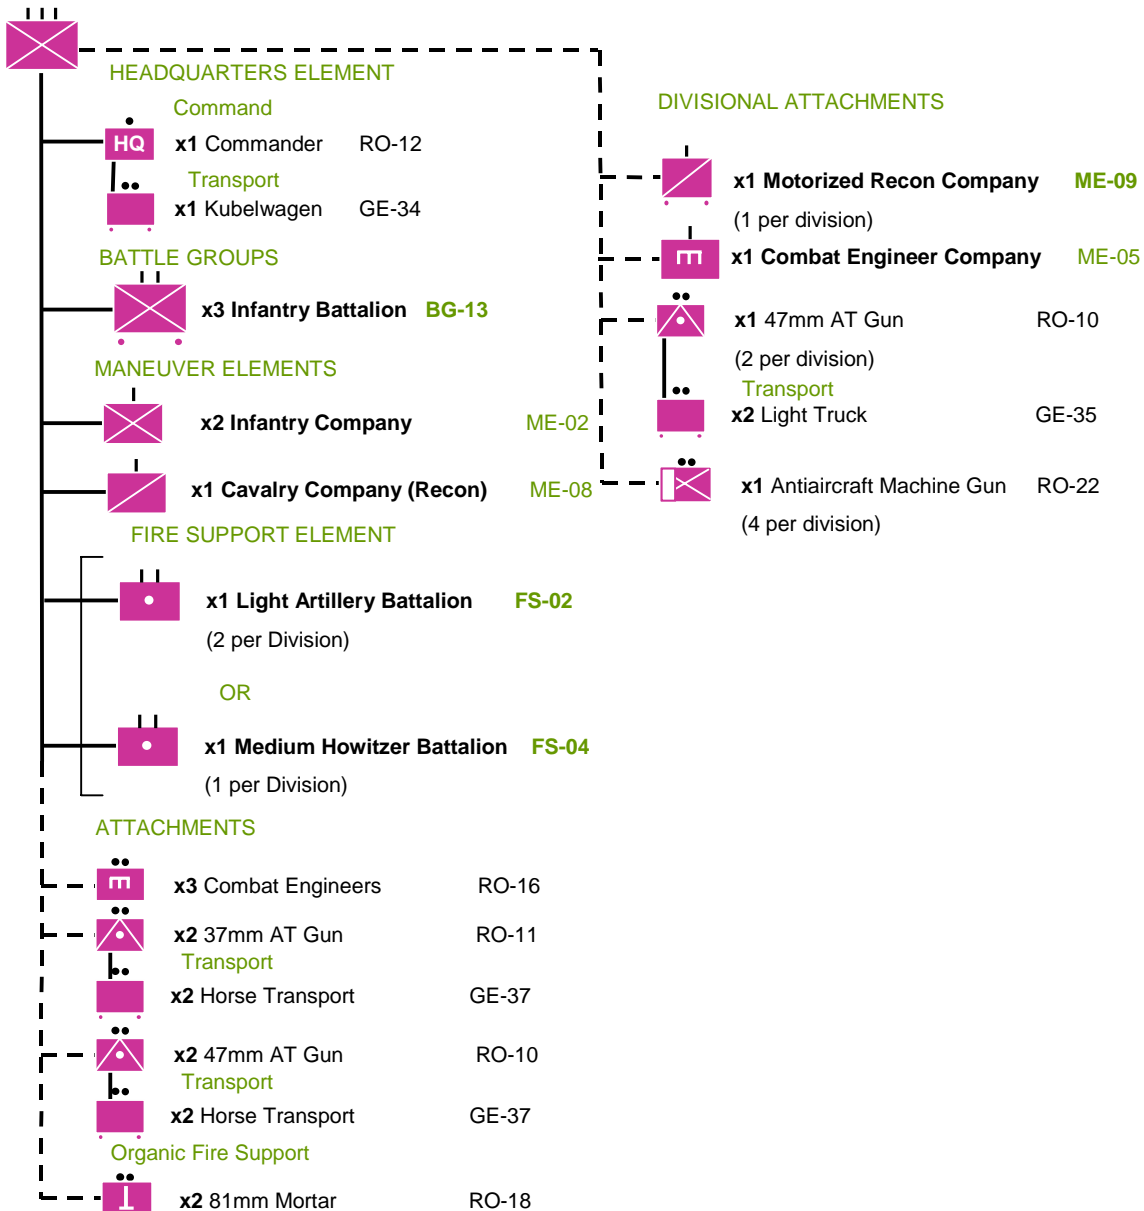 HEADQUARTERS ELEMENT
Command
HQ x1 Commander RO-12
Transport
x1 Kubelwagen GE-34
BATTLE GROUPS
x3 Infantry Battalion BG-13
MANEUVER ELEMENTS
x2 Infantry Company ME-02
x1 Cavalry Company (Recon) ME-08
FIRE SUPPORT ELEMENT
x1 Light Artillery Battalion FS-02
(2 per Division)
OR
x1 Medium Howitzer Battalion FS-04
(1 per Division)
ATTACHMENTS
x3 Combat Engineers RO-16
x2 37mm AT Gun RO-11
Transport
x2 Horse Transport GE-37
x2 47mm AT Gun RO-10
Transport
x2 Horse Transport GE-37
Organic Fire Support
x2 81mm Mortar RO-18
DIVISIONAL ATTACHMENTS
x1 Motorized Recon Company ME-09
(1 per division)
x1 Combat Engineer Company ME-05
x1 47mm AT Gun RO-10
(2 per division)
Transport
x2 Light Truck GE-35
x1 Antiaircraft Machine Gun RO-22
(4 per division)